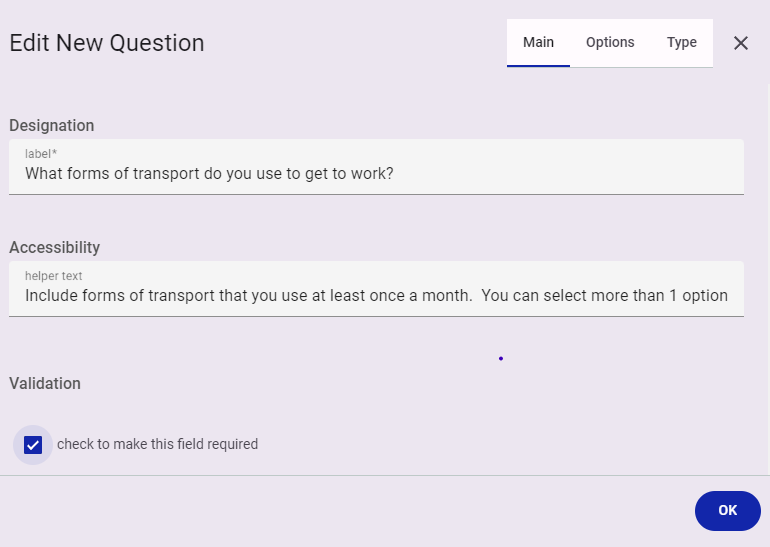 Edit New Question
Main Options Type
Designation
label*
What forms of transport do you use to get to work?
Accessibility
helper text
Include forms of transport that you use at least once a month.  You can select more than 1 option
Validation
check to make this field required
OK